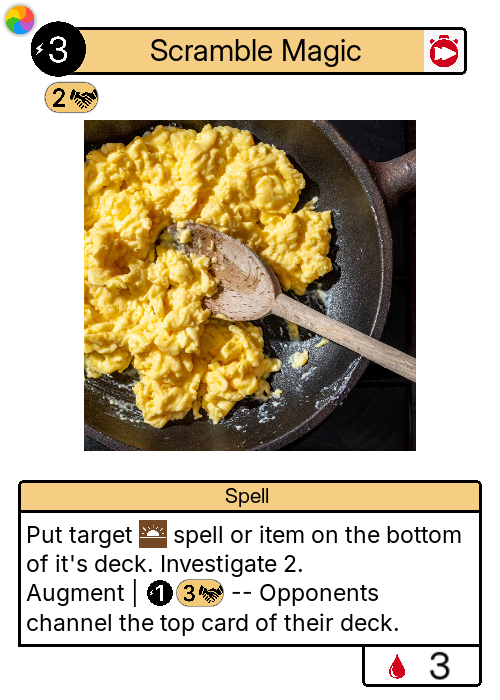 3
Scramble Magic
2
Spell
Put target spell or item on the bottom
of it's deck. Investigate 2.
Augment | 1 3 -- Opponents
channel the top card of their deck.
3